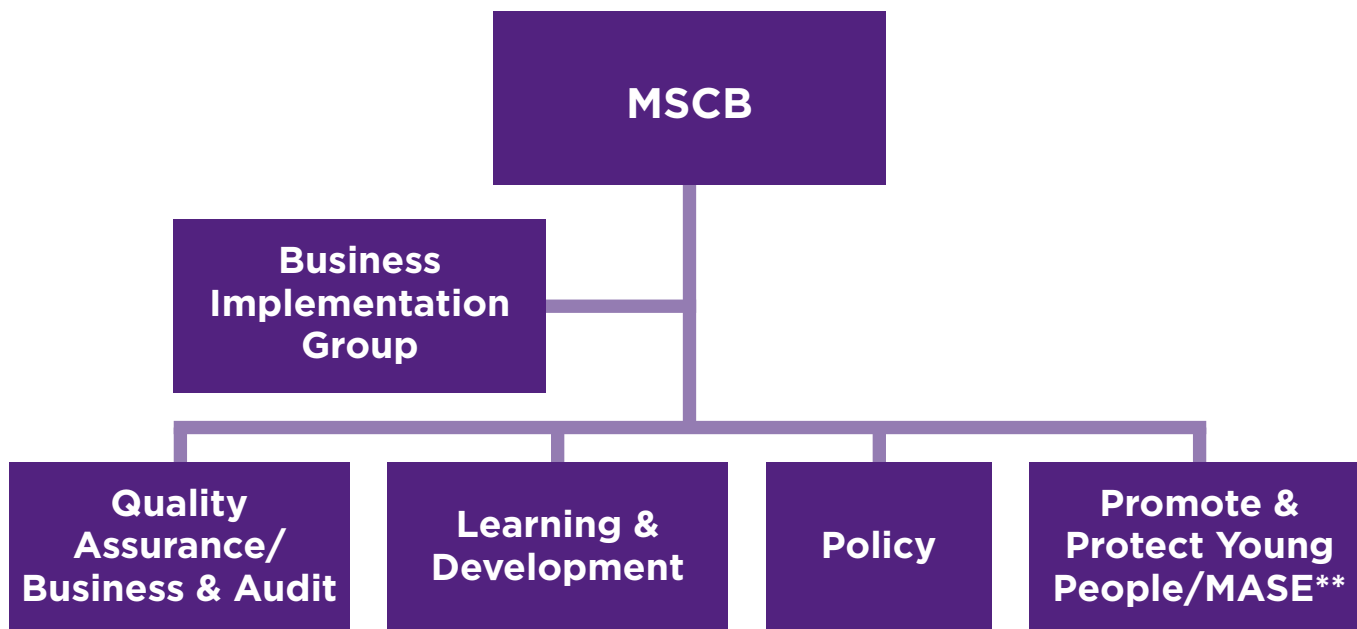 MSCB
Business
Implementation
Group
Quality
Assurance/
Business & Audit
Learning &
Development
Policy
Promote &
Protect Young
People/MASE**